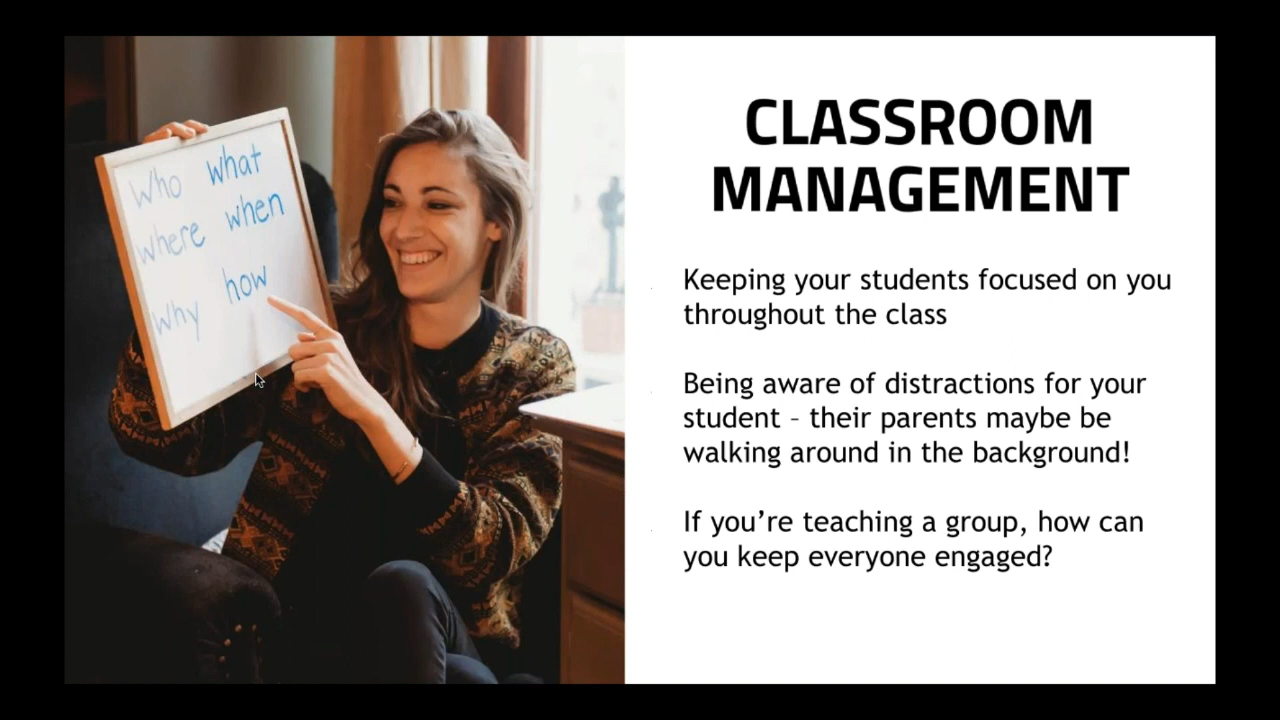 Who what
where when
why how
CLASSROOM
MANAGEMENT
Keeping your students focused on you
throughout the class
Being aware of distractions for your
student – their parents maybe be
walking around in the background!
If you’re teaching a group, how can
you keep everyone engaged?